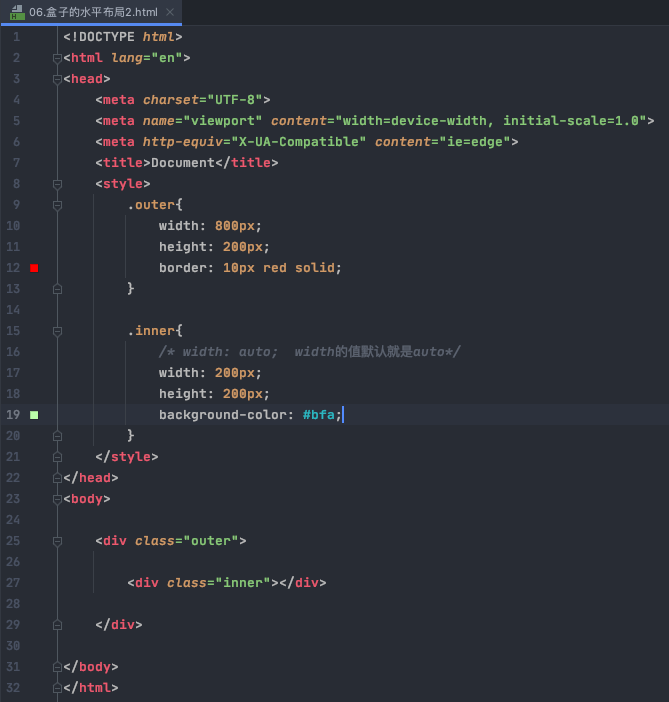 06.盒子的水平布局2.html
1 <!DOCTYPE html>
2 <html lang="en">
3 <head>
4 <meta charset="UTF-8">
5 <meta name="viewport" content="width=device-width, initial-scale=1.0">
6 <meta http-equiv="X-UA-Compatible" content="ie=edge">
7 <title>Document</title>
8 <style>
9 .outer{
10 width: 800px;
11 height: 200px;
12 border: 10px red solid;
13 }
14
15 .inner{
16 /* width: auto;  width的值默认就是auto*/
17 width: 200px;
18 height: 200px;
19 background-color: #bfa;
20 }
21 </style>
22 </head>
23 <body>
24
25 <div class="outer">
26
27 <div class="inner"></div>
28
29 </div>
30
31 </body>
32 </html>